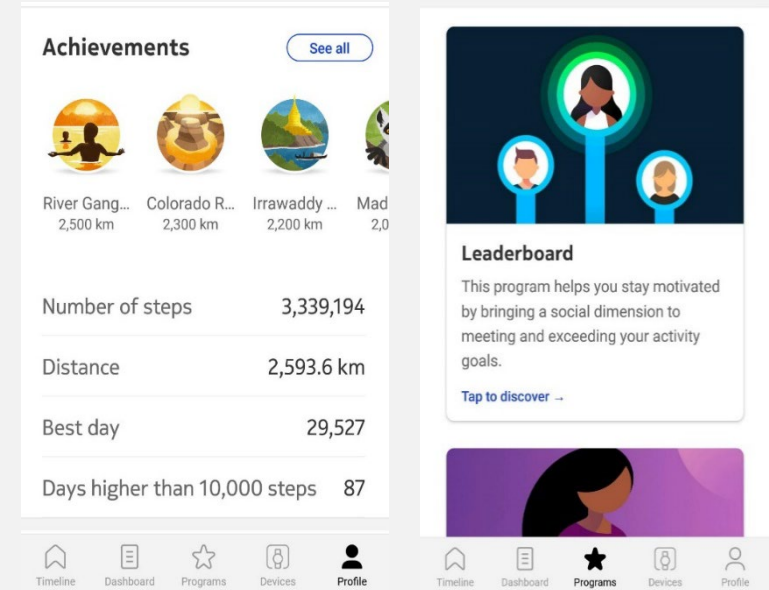 Achievements
See all
River Gang...
Colorado R...
Irrawaddy ...
Mad
2,500 km
2,300 km
2,200 km
2,0
Number of steps
3,339,194
Distance
2,593.6 km
Best day
29,527
Days higher than 10,000 steps
87
Timeline
Dashboard
Programs
Devices
Profile
Leaderboard
This program helps you stay motivated
by bringing a social dimension to
meeting and exceeding your activity
goals.
Tap to discover →
Timeline
Dashboard
Programs
Devices
Profile